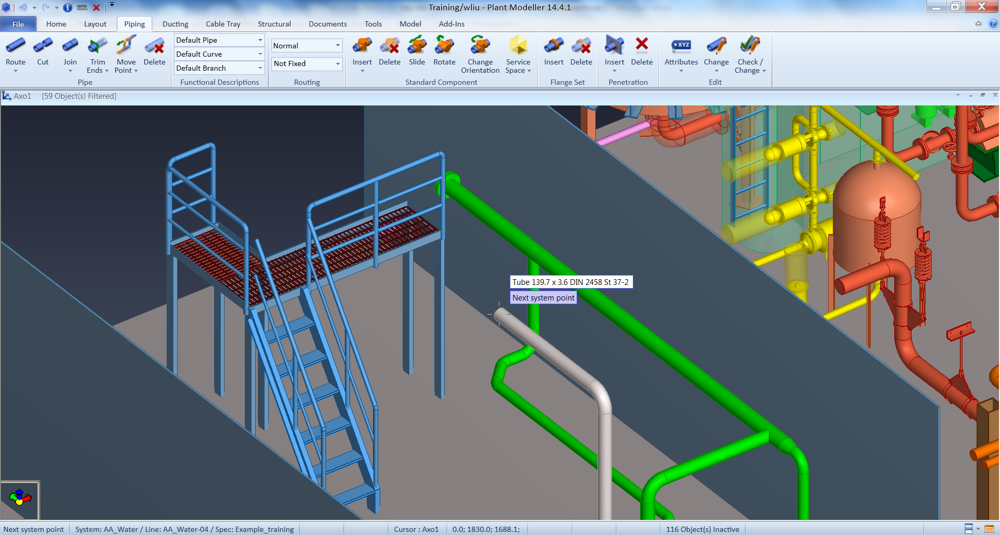 Training/wliu - Plant Modeller 14.4.1
File Home Layout Piping Ducting Cable Tray Structural Documents Tools Model Add-Ins
Route Cut Join Trim Ends Move Point Delete
Pipe
Default Pipe
Default Curve
Default Branch
Functional Descriptions
Normal
Not Fixed
Routing
Insert Delete Slide Rotate Change Orientation Service Space
Standard Component
Insert Delete
Flange Set
Insert Delete
Penetration
XYZ
Attributes Change Check / Change
Edit
Axo1 [59 Object(s) Filtered]
Tube 139.7 x 3.6 DIN 2458 St 37-2
Next system point
Next system point System: AA_Water / Line: AA_Water-04 / Spec: Example_training Cursor : Axo1 0.0; 1830.0; 1688.1; 116 Object(s) Inactive